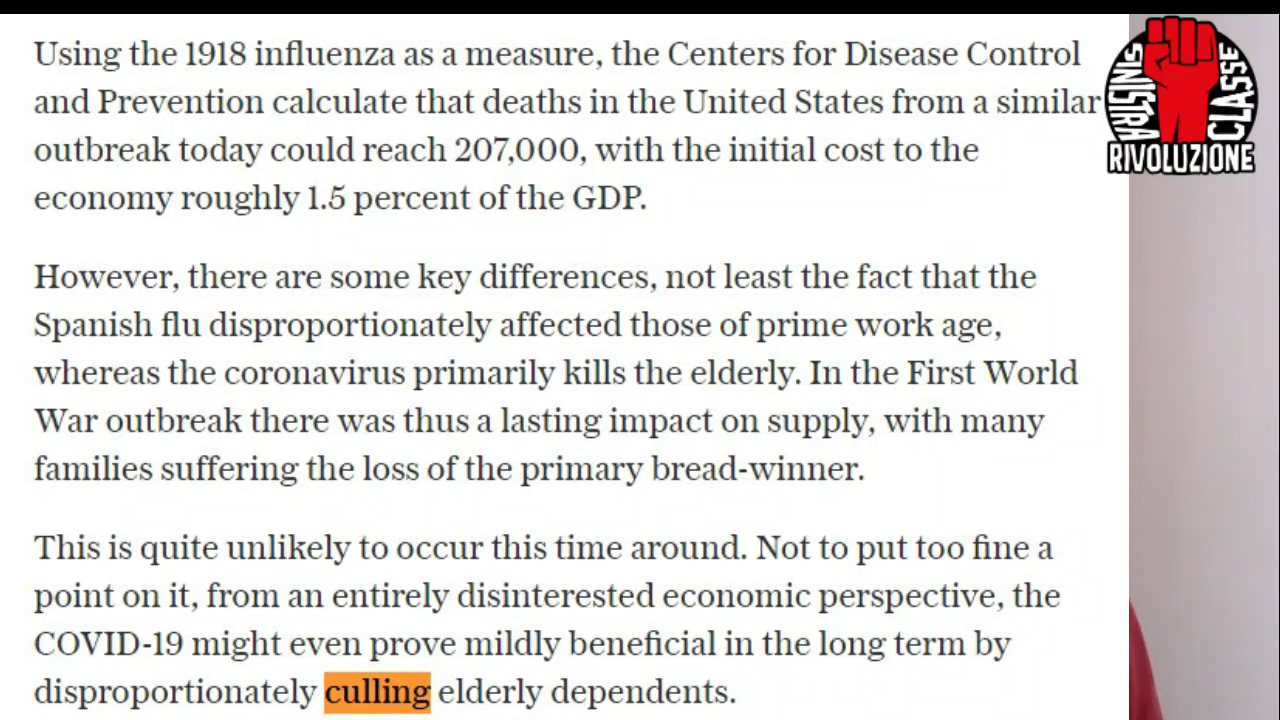 Using the 1918 influenza as a measure, the Centers for Disease Control
and Prevention calculate that deaths in the United States from a similar
outbreak today could reach 207,000, with the initial cost to the
economy roughly 1.5 percent of the GDP.
However, there are some key differences, not least the fact that the
Spanish flu disproportionately affected those of prime work age,
whereas the coronavirus primarily kills the elderly. In the First World
War outbreak there was thus a lasting impact on supply, with many
families suffering the loss of the primary bread-winner.
This is quite unlikely to occur this time around. Not to put too fine a
point on it, from an entirely disinterested economic perspective, the
COVID-19 might even prove mildly beneficial in the long term by
disproportionately culling elderly dependents.
SINISTRA
CLASSE
RIVOLUZIONE